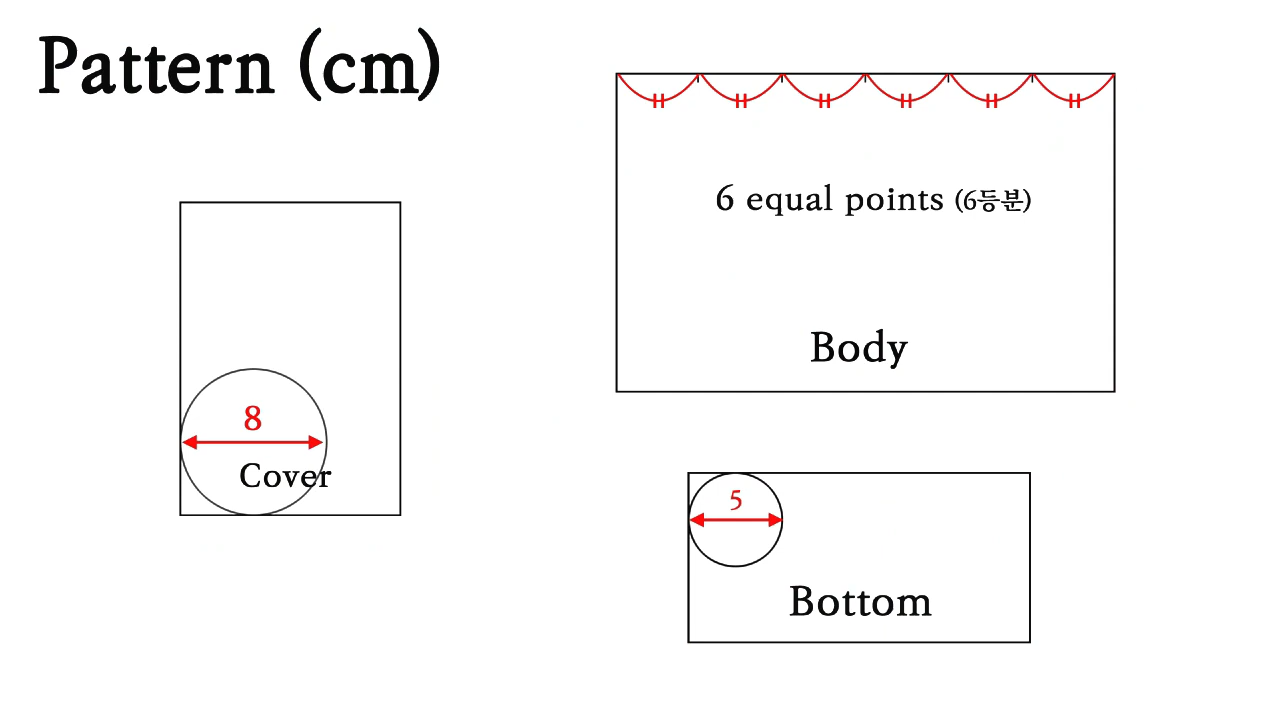 Pattern (cm)
6 equal points (6등분)
Body
8
Cover
5
Bottom